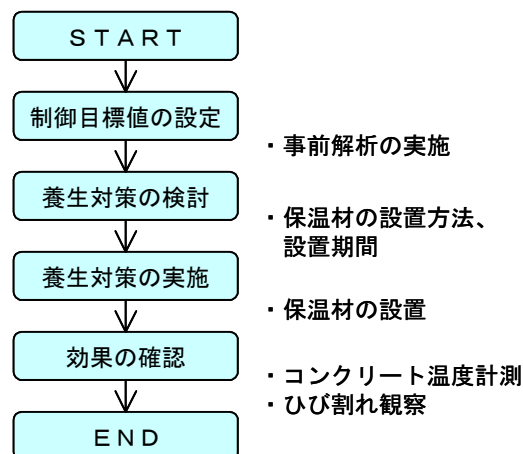 ＳＴＡＲＴ
制御目標値の設定
・事前解析の実施
養生対策の検討
・保温材の設置方法、
設置期間
養生対策の実施
・保温材の設置
効果の確認
・コンクリート温度計測
・ひび割れ観察
ＥＮＤ